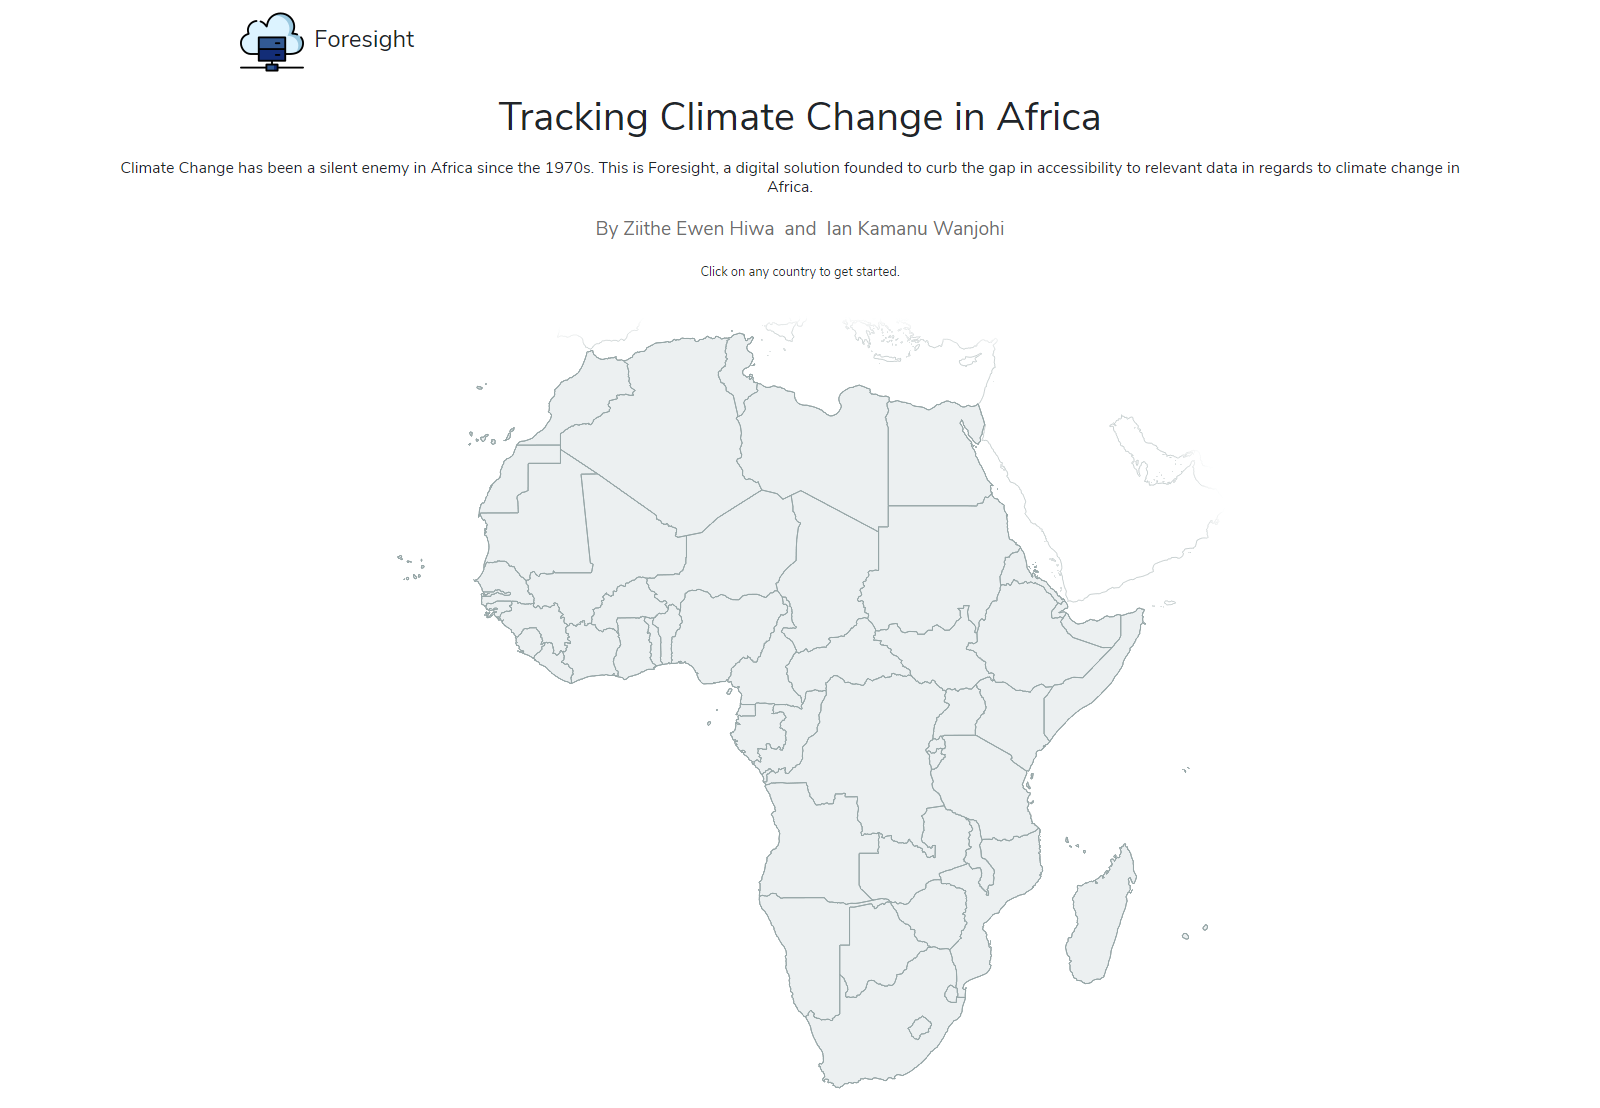 Foresight
Tracking Climate Change in Africa
Climate Change has been a silent enemy in Africa since the 1970s. This is Foresight, a digital solution founded to curb the gap in accessibility to relevant data in regards to climate change in
Africa.
By Ziithe Ewen Hiwa and Ian Kamanu Wanjohi
Click on any country to get started.